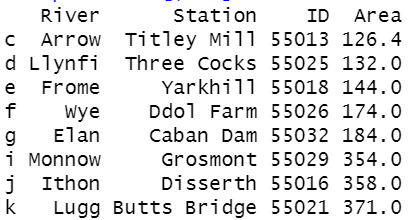 River Station ID Area
c Arrow Titley Mill 55013 126.4
d Llynfi Three Cocks 55025 132.0
e Frome Yarkhill 55018 144.0
f Wye Ddol Farm 55026 174.0
g Elan Caban Dam 55032 184.0
i Monnow Grosmont 55029 354.0
j Ithon Disserth 55016 358.0
k Lugg Butts Bridge 55021 371.0